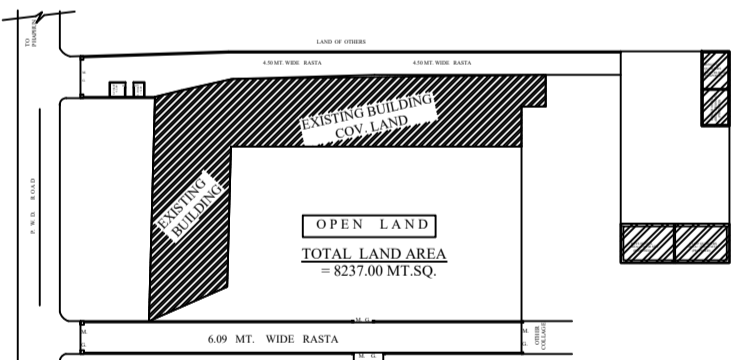 TO
PHAPHEN
LAND OF OTHERS
4.50 MT. WIDE RASTA
4.50 MT. WIDE RASTA
EXISTING BUILDING
COV. LAND
EXISTING
BUILDING
P. W. D. ROAD
OPEN LAND
TOTAL LAND AREA
= 8237.00 MT.SQ.
M. G.
M. G.
6.09 MT. WIDE RASTA
M. G.
OTHER
COLLAGE
M. G.